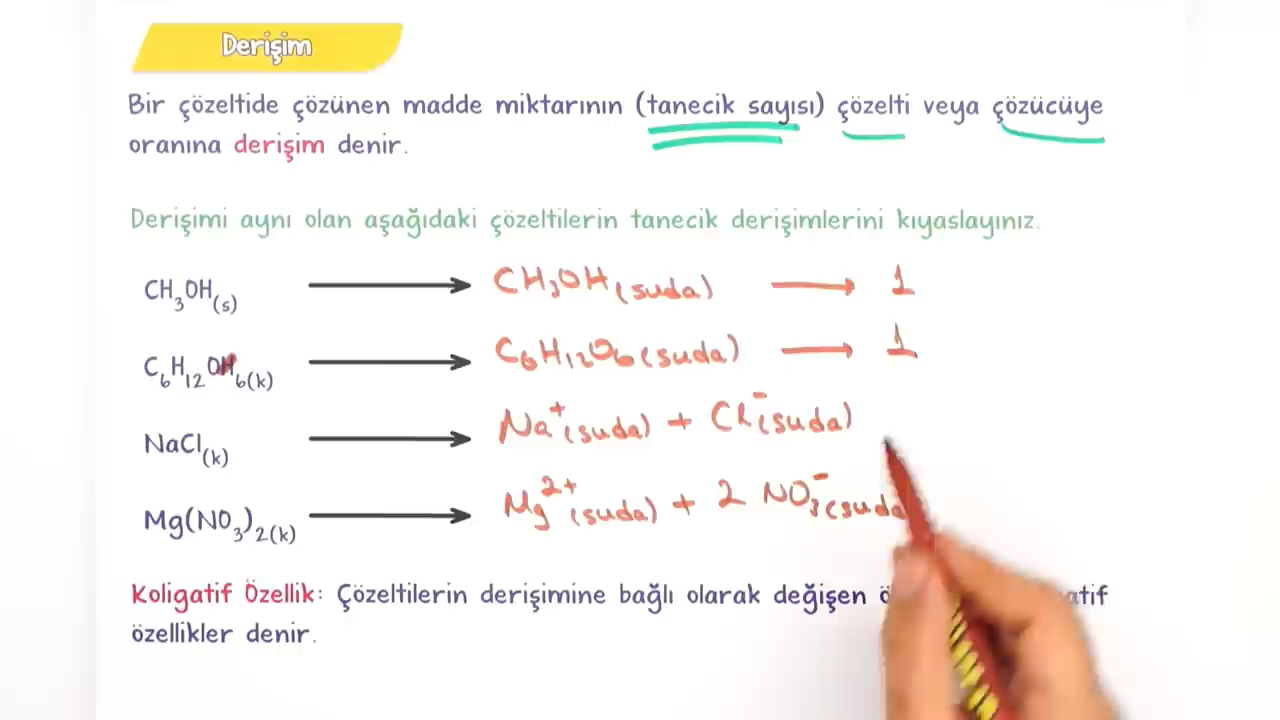 Derişim
Bir çözeltide çözünen madde miktarının (tanecik sayısı) çözelti veya çözücüye
oranına derişim denir.
Derişimi aynı olan aşağıdaki çözeltilerin tanecik derişimlerini kıyaslayınız.
CH3OH(s) → CH3OH(suda) → 1
C6H12OH6(k) → C6H12O6(suda) → 1
NaCl(k) → Na+(suda) + Cl-(suda)
Mg(NO3)2(k) → Mg2+(suda) + 2 NO3-(suda
Koligatif Özellik: Çözeltilerin derişimine bağlı olarak değişen
özellikler denir.